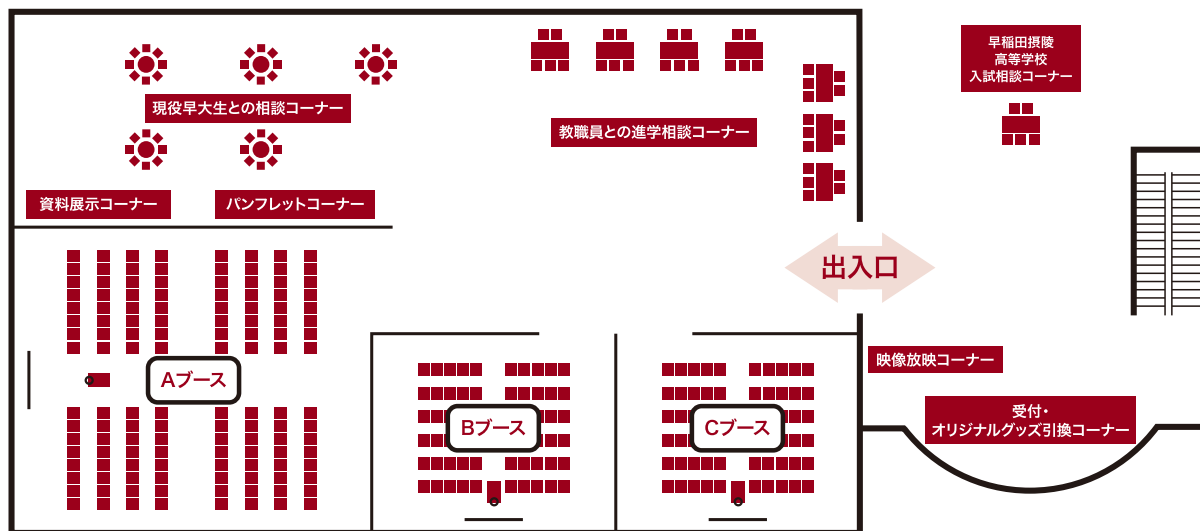 早稲田摂陵
高等学校
入試相談コーナー
現役早大生との相談コーナー
教職員との進学相談コーナー
資料展示コーナー
パンフレットコーナー
出入口
映像放映コーナー
Aブース
受付・
オリジナルグッズ引換コーナー
Bブース
Cブース